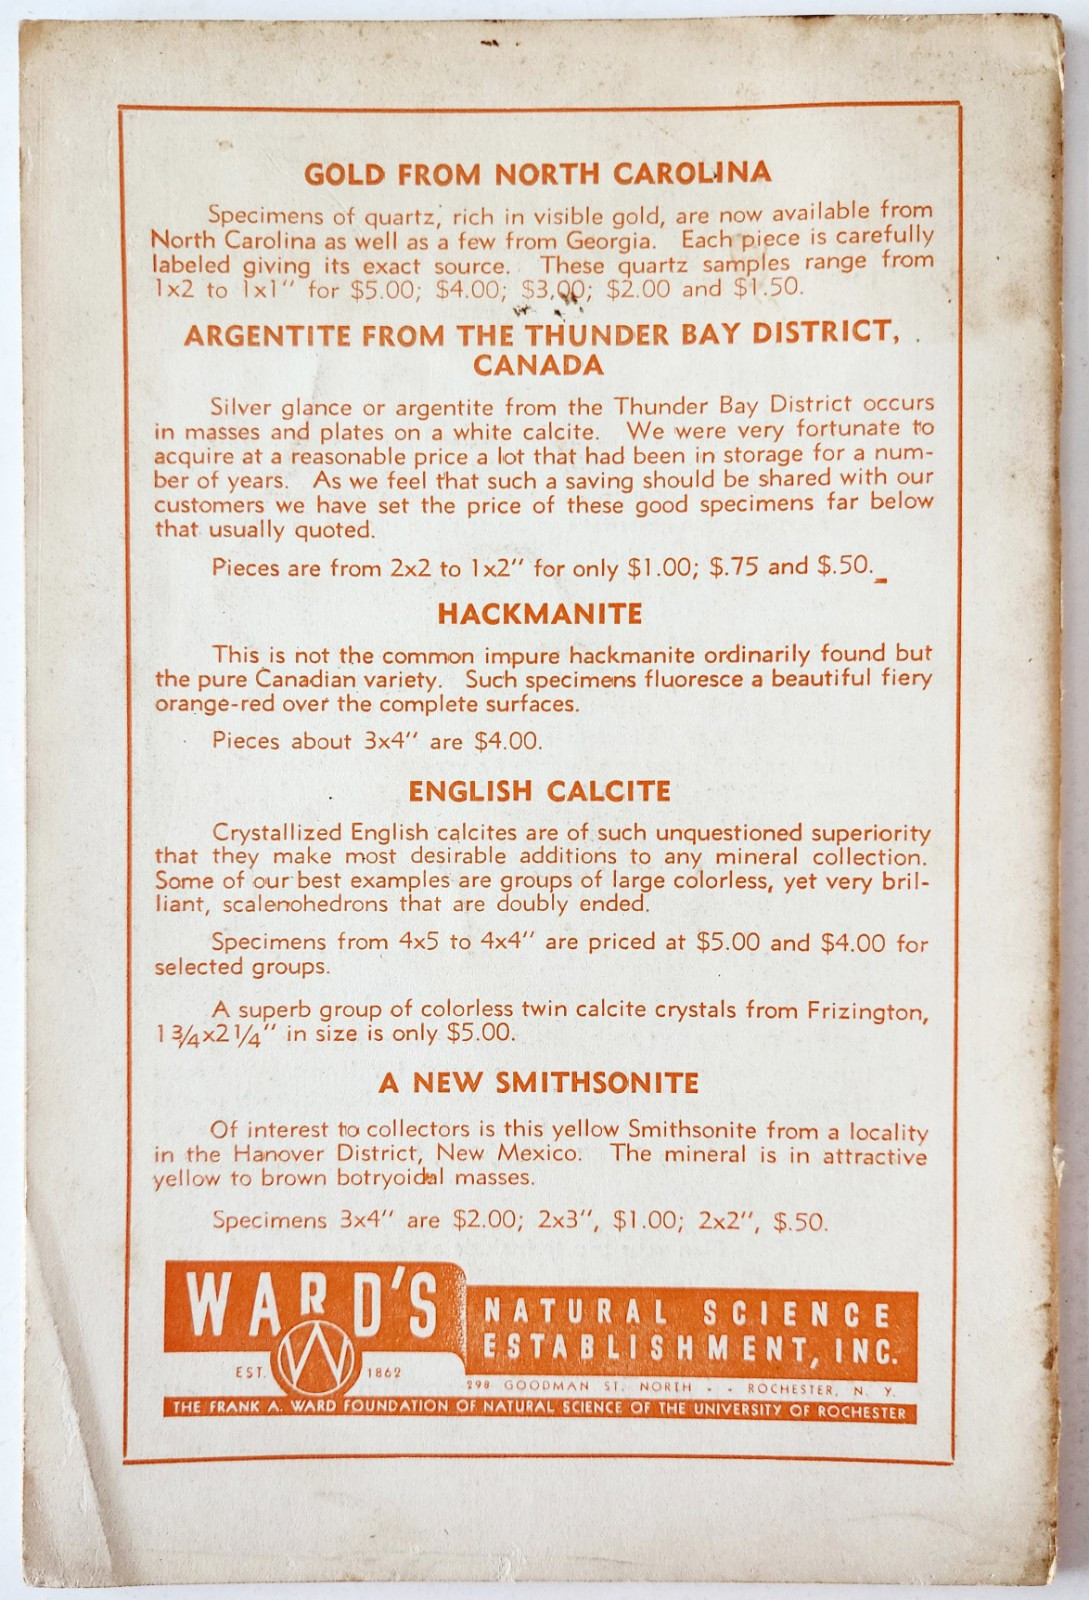 GOLD FROM NORTH CAROLINA
Specimens of quartz, rich in visible gold, are now available from
North Carolina as well as a few from Georgia. Each piece is carefully
labeled giving its exact source. These quartz samples range from
1x2 to 1x1" for $5.00; $4.00; $3.00; $2.00 and $1.50.
ARGENTITE FROM THE THUNDER BAY DISTRICT,
CANADA
Silver glance or argentite from the Thunder Bay District occurs
in masses and plates on a white calcite. We were very fortunate to
acquire at a reasonable price a lot that had been in storage for a num-
ber of years. As we feel that such a saving should be shared with our
customers we have set the price of these good specimens far below
that usually quoted.
Pieces are from 2x2 to 1x2" for only $1.00; $.75 and $.50.
HACKMANITE
This is not the common impure hackmanite ordinarily found but
the pure Canadian variety. Such specimens fluoresce a beautiful fiery
orange-red over the complete surfaces.
Pieces about 3x4" are $4.00.
ENGLISH CALCITE
Crystallized English calcites are of such unquestioned superiority
that they make most desirable additions to any mineral collection.
Some of our best examples are groups of large colorless, yet very bril-
liant, scalenohedrons that are doubly ended.
Specimens from 4x5 to 4x4" are priced at $5.00 and $4.00 for
selected groups.
A superb group of colorless twin calcite crystals from Frizington,
1 3/4x2 1/4" in size is only $5.00.
A NEW SMITHSONITE
Of interest to collectors is this yellow Smithsonite from a locality
in the Hanover District, New Mexico. The mineral is in attractive
yellow to brown botryoidal masses.
Specimens 3x4" are $2.00; 2x3", $1.00; 2x2", $.50.
WARD'S
NATURAL SCIENCE
ESTABLISHMENT, INC.
EST. W 1862
298 GOODMAN ST. NORTH - - ROCHESTER, N. Y.
THE FRANK A. WARD FOUNDATION OF NATURAL SCIENCE OF THE UNIVERSITY OF ROCHESTER